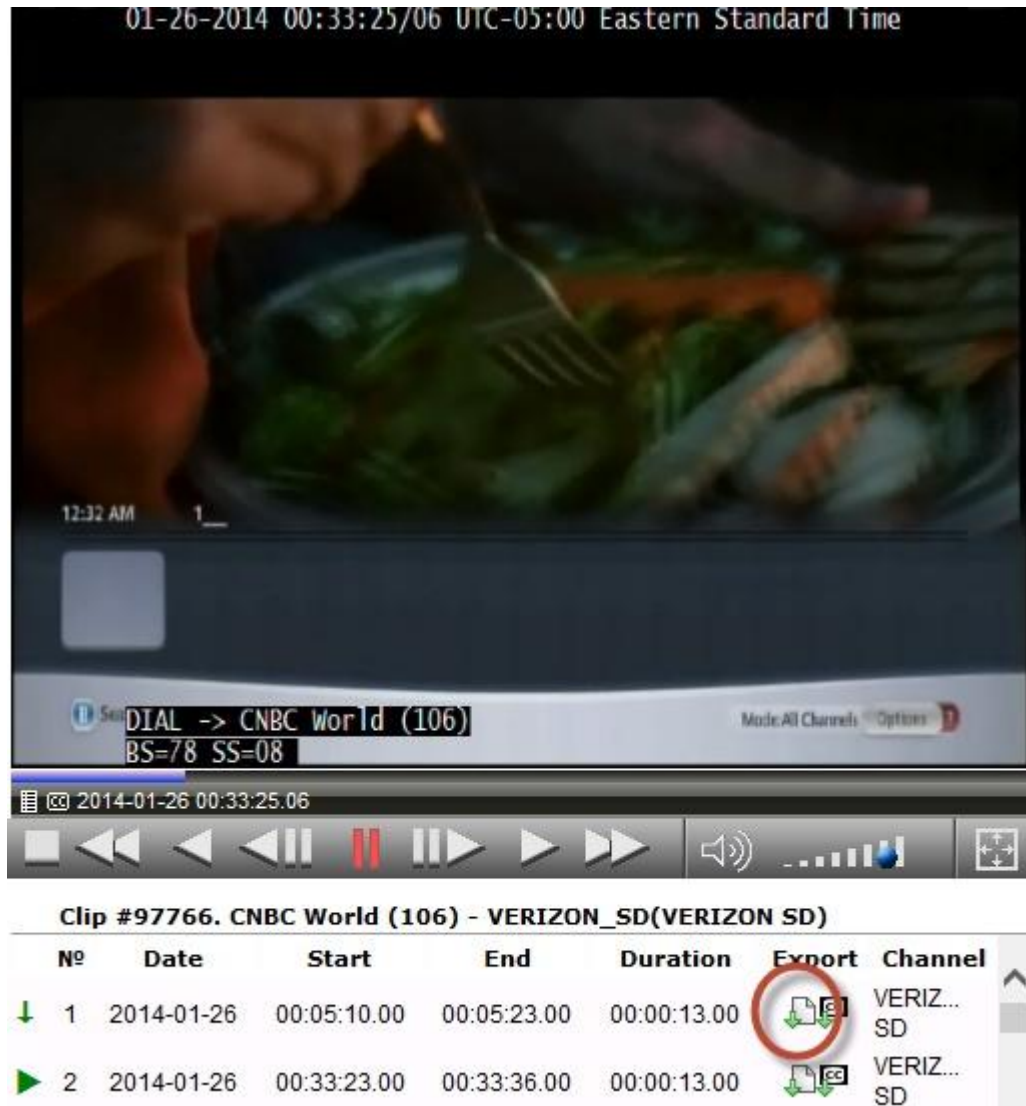 01-26-2014 00:33:25/06 UTC-05:00 Eastern Standard Time
12:32 AM 1__
Mode: All Channels Options
DIAL -> CNBC World (106)
BS=78 SS=08
CC 2014-01-26 00:33:25.06
Clip #97766. CNBC World (106) - VERIZON_SD(VERIZON SD)
Nº Date Start End Duration Export Channel
1 2014-01-26 00:05:10.00 00:05:23.00 00:00:13.00 CC VERIZ...
SD
2 2014-01-26 00:33:23.00 00:33:36.00 00:00:13.00 CC VERIZ...
SD